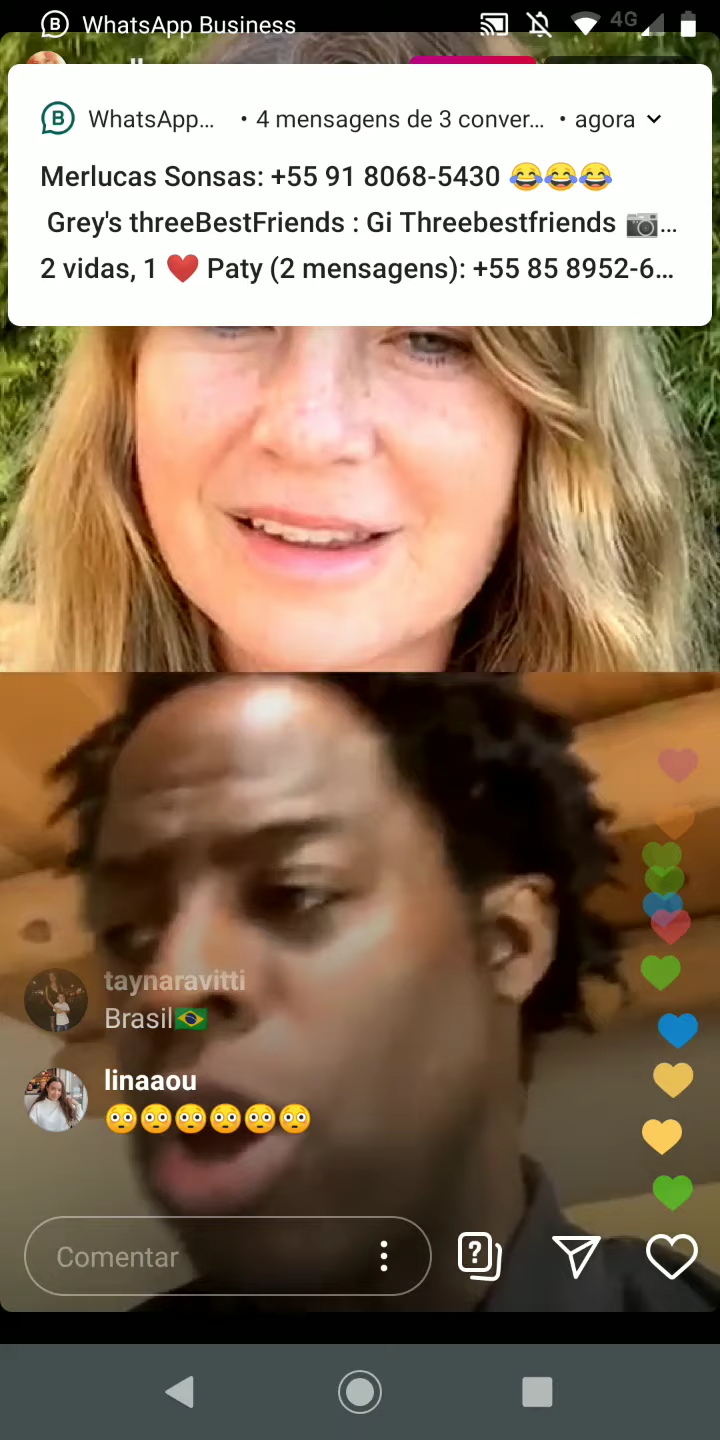 WhatsApp Business
4G
WhatsApp... • 4 mensagens de 3 conver... • agora
Merlucas Sonsas: +55 91 8068-5430 😂😂😂
Grey's threeBestFriends : Gi Threebestfriends 📷...
2 vidas, 1 ❤️ Paty (2 mensagens): +55 85 8952-6...
taynaravitti
Brasil🇧🇷
linaaou
😳😳😳😳😳😳
Comentar